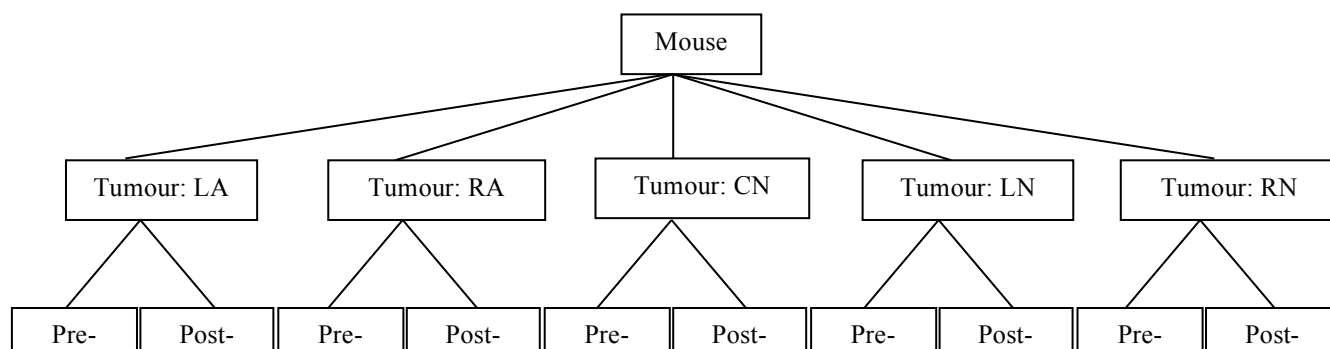 Mouse
Tumour: LA
Tumour: RA
Tumour: CN
Tumour: LN
Tumour: RN
Pre-
Post-
Pre-
Post-
Pre-
Post-
Pre-
Post-
Pre-
Post-